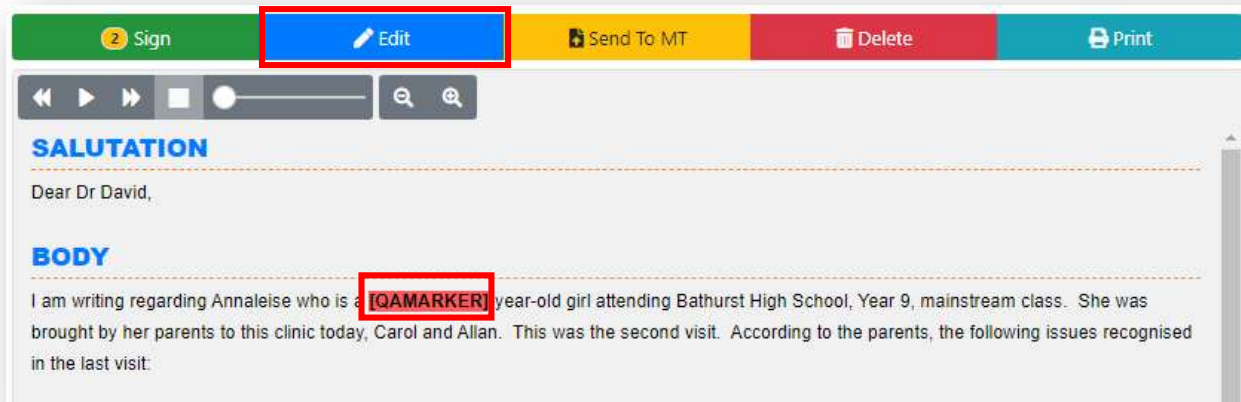 2 Sign Edit Send To MT Delete Print
SALUTATION
Dear Dr David,
BODY
I am writing regarding Annaleise who is a [QAMARKER] year-old girl attending Bathurst High School, Year 9, mainstream class.  She was
brought by her parents to this clinic today, Carol and Allan.  This was the second visit.  According to the parents, the following issues recognised
in the last visit: